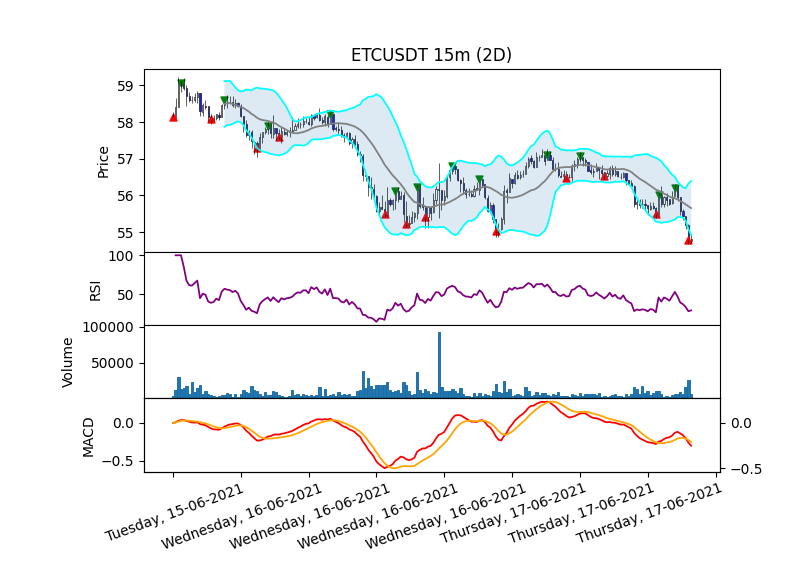 ETCUSDT 15m (2D)
59
58
57
56
55
Price
100
50
RSI
100000
50000
Volume
0.0
−0.5
MACD
0.0
−0.5
Tuesday, 15-06-2021
Wednesday, 16-06-2021
Wednesday, 16-06-2021
Wednesday, 16-06-2021
Wednesday, 16-06-2021
Thursday, 17-06-2021
Thursday, 17-06-2021
Thursday, 17-06-2021